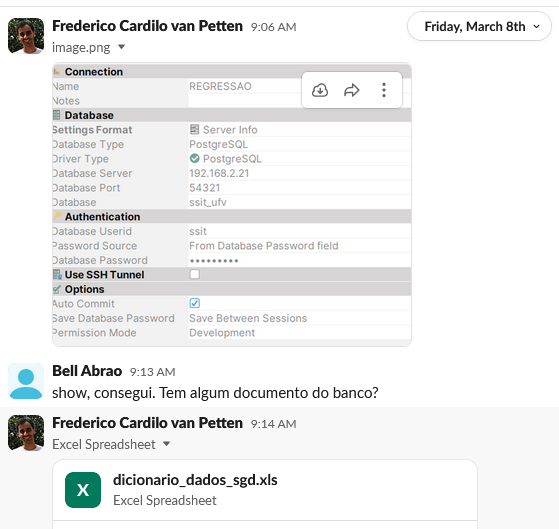 Frederico Cardilo van Petten 9:06 AM
Friday, March 8th
image.png
Connection
Name REGRESSAO
Notes
Database
Settings Format Server Info
Database Type PostgreSQL
Driver Type PostgreSQL
Database Server 192.168.2.21
Database Port 54321
Database ssit_ufv
Authentication
Database Userid ssit
Password Source From Database Password field
Database Password •••••••••
Use SSH Tunnel
Options
Auto Commit
Save Database Password Save Between Sessions
Permission Mode Development
Bell Abrao 9:13 AM
show, consegui. Tem algum documento do banco?
Frederico Cardilo van Petten 9:14 AM
Excel Spreadsheet
X
dicionario_dados_sgd.xls
Excel Spreadsheet